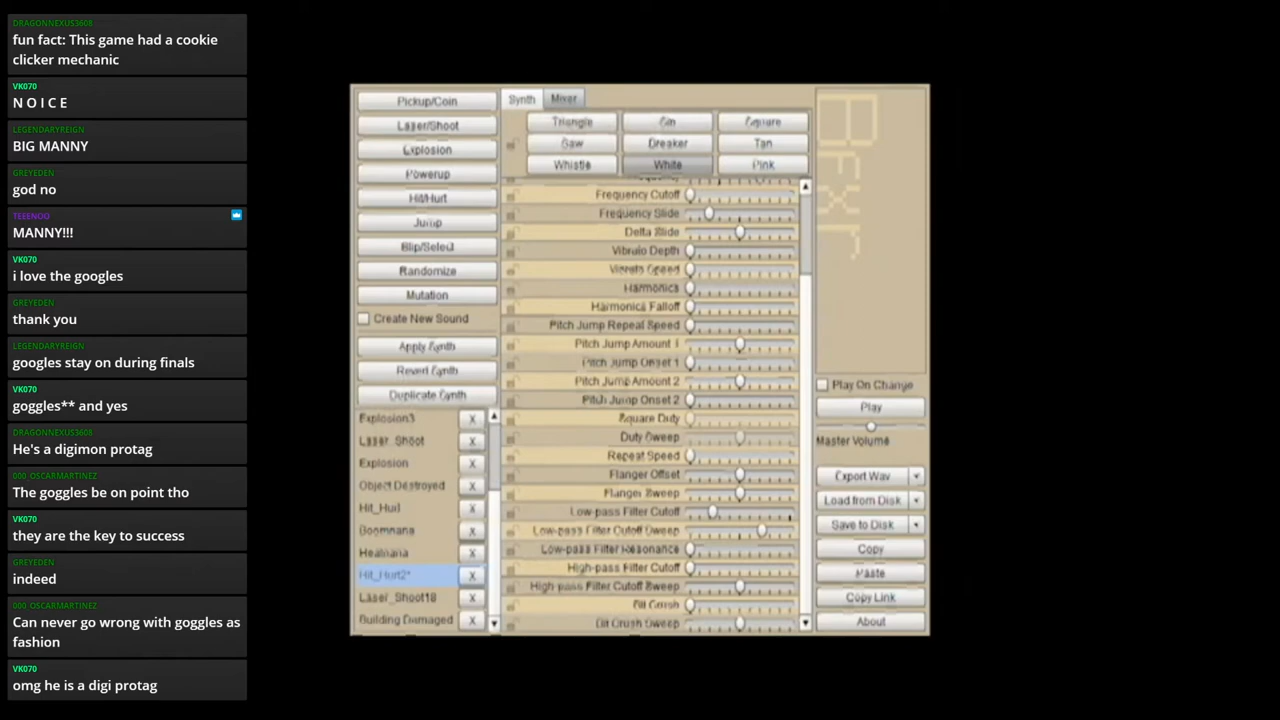 DRAGONNEXUS3608
fun fact: This game had a cookie
clicker mechanic
VK070
N O I C E
LEGENDARYREIGN
BIG MANNY
GREYEDEN
god no
TEEENOO
MANNY!!!
VK070
i love the googles
GREYEDEN
thank you
LEGENDARYREIGN
googles stay on during finals
VK070
goggles** and yes
DRAGONNEXUS3608
He's a digimon protag
000_OSCARMARTINEZ
The goggles be on point tho
VK070
they are the key to success
GREYEDEN
indeed
000_OSCARMARTINEZ
Can never go wrong with goggles as
fashion
VK070
omg he is a digi protag
Pickup/Coin
Laser/Shoot
Explosion
Powerup
Hit/Hurt
Jump
Blip/Select
Randomize
Mutation
Create New Sound
Apply Synth
Revert Synth
Duplicate Synth
Explosion3 X
Laser_Shoot X
Explosion X
Object Destroyed X
Hit_Hurt X
Boomnana X
Healnana X
Hit_Hurt2* X
Laser_Shoot18 X
Building Damaged X
Synth Mixer
Triangle Sin Square
Saw Breaker Tan
Whistle White Pink
Frequency Cutoff
Frequency Slide
Delta Slide
Vibrato Depth
Vibrato Speed
Harmonics
Harmonics Falloff
Pitch Jump Repeat Speed
Pitch Jump Amount 1
Pitch Jump Onset 1
Pitch Jump Amount 2
Pitch Jump Onset 2
Square Duty
Duty Sweep
Repeat Speed
Flanger Offset
Flanger Sweep
Low-pass Filter Cutoff
Low-pass Filter Cutoff Sweep
Low-pass Filter Resonance
High-pass Filter Cutoff
High-pass Filter Cutoff Sweep
Bit Crush
Bit Crush Sweep
Bfxr
Play On Change
Play
Master Volume
Export Wav
Load from Disk
Save to Disk
Copy
Paste
Copy Link
About